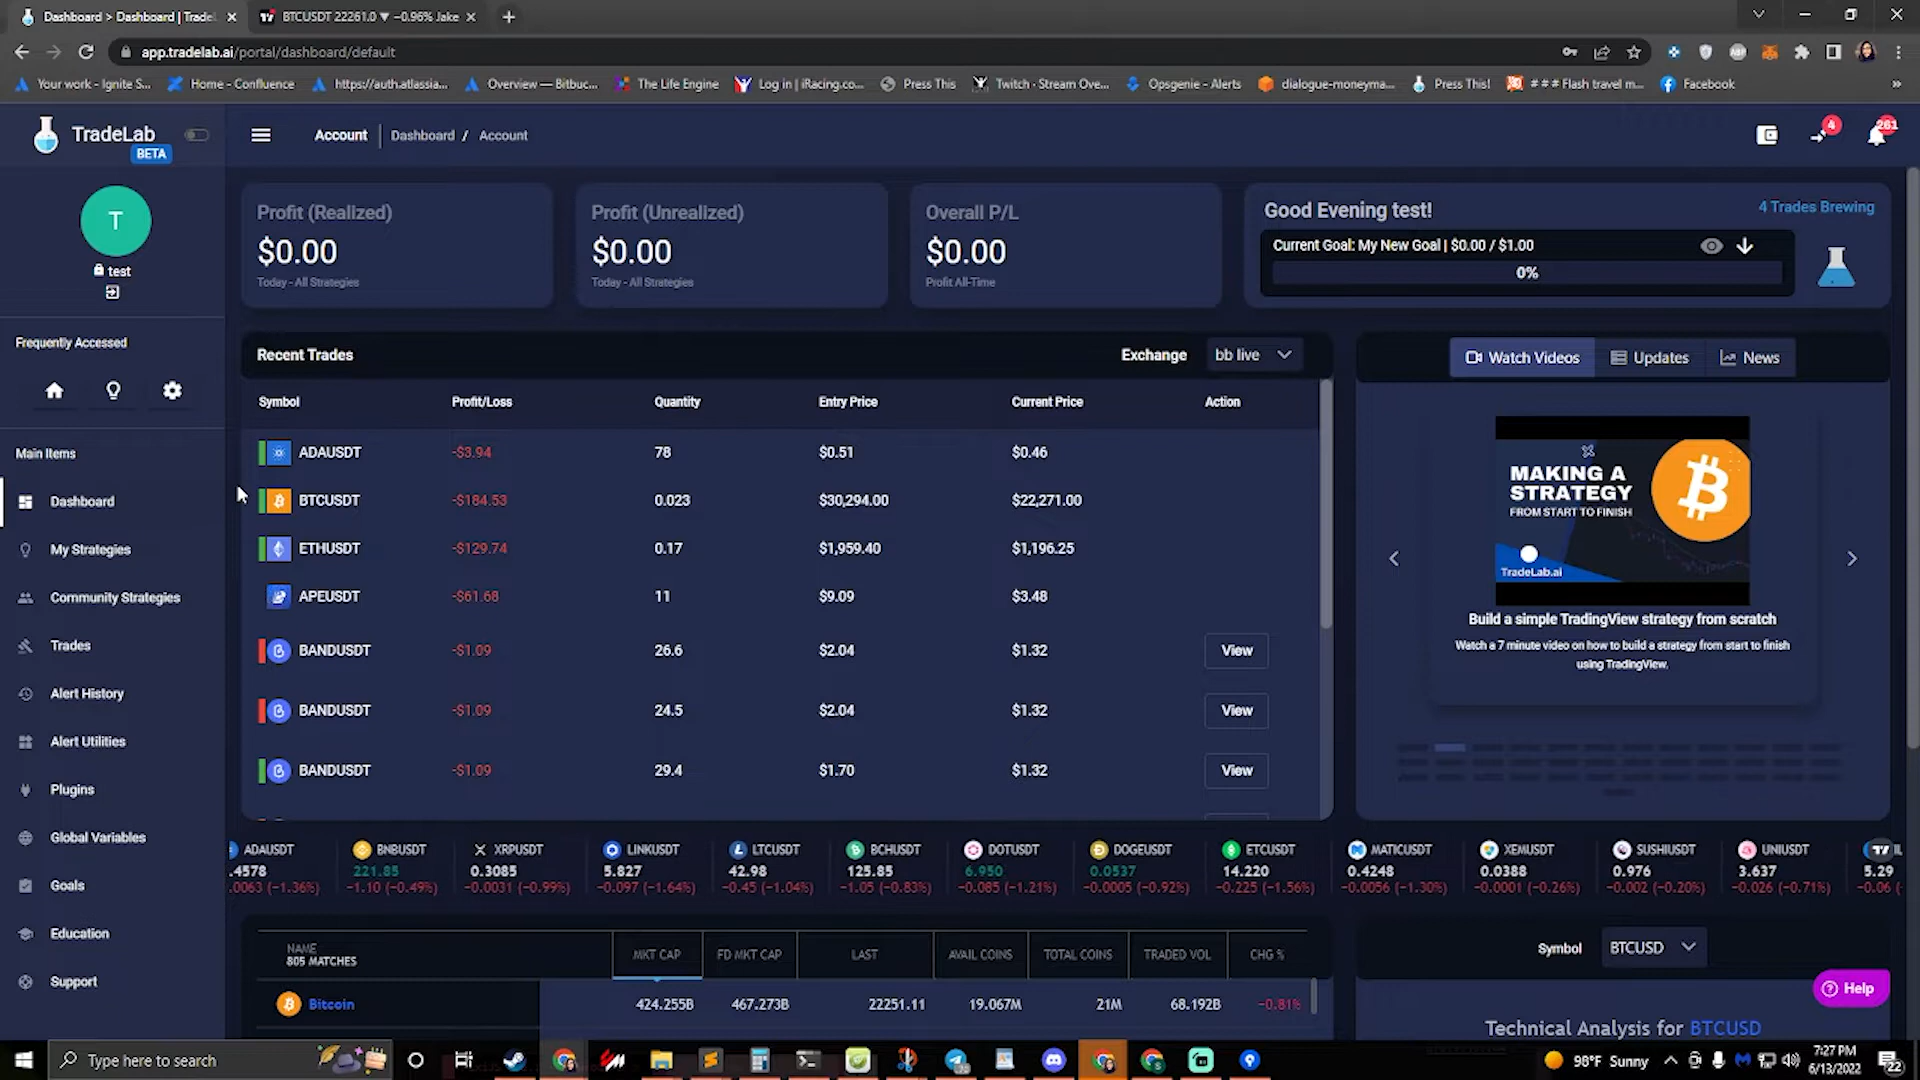 Dashboard > Dashboard | TradeL
BTCUSDT 22261.0 ▼ −0.96% Jake
app.tradelab.ai/portal/dashboard/default
Your work - Ignite S...
Home - Confluence
https://auth.atlassia...
Overview — Bitbuc...
The Life Engine
Log in | iRacing.co...
Press This
Twitch - Stream Ove...
Opsgenie - Alerts
dialogue-moneyma...
Press This!
# # # Flash travel m...
Facebook
TradeLab
BETA
Account
Dashboard / Account
4
261
T
test
Frequently Accessed
Main Items
Dashboard
My Strategies
Community Strategies
Trades
Alert History
Alert Utilities
Plugins
Global Variables
Goals
Education
Support
Profit (Realized)
$0.00
Today - All Strategies
Profit (Unrealized)
$0.00
Today - All Strategies
Overall P/L
$0.00
Profit All-Time
Good Evening test!
4 Trades Brewing
Current Goal: My New Goal | $0.00 / $1.00
0%
Recent Trades
Exchange
bb live
Symbol Profit/Loss Quantity Entry Price Current Price Action
ADAUSDT -$3.94 78 $0.51 $0.46
BTCUSDT -$184.53 0.023 $30,294.00 $22,271.00
ETHUSDT -$129.74 0.17 $1,959.40 $1,196.25
APEUSDT -$61.68 11 $9.09 $3.48
BANDUSDT -$1.09 26.6 $2.04 $1.32 View
BANDUSDT -$1.09 24.5 $2.04 $1.32 View
BANDUSDT -$1.09 29.4 $1.70 $1.32 View
Watch Videos
Updates
News
MAKING A
STRATEGY
FROM START TO FINISH
TradeLab.ai
Build a simple TradingView strategy from scratch
Watch a 7 minute video on how to build a strategy from start to finish
using TradingView.
ADAUSDT BNBUSDT XRPUSDT LINKUSDT LTCUSDT BCHUSDT DOTUSDT DOGEUSDT ETCUSDT MATICUSDT XEMUSDT SUSHIUSDT UNIUSDT
.4578 221.85 0.3085 5.827 42.98 125.85 6.950 0.0537 14.220 0.4248 0.0388 0.976 3.637 5.29
.0063 (−1.36%) −1.10 (−0.49%) −0.0031 (−0.99%) −0.097 (−1.64%) −0.45 (−1.04%) −1.05 (−0.83%) −0.085 (−1.21%) −0.0005 (−0.92%) −0.225 (−1.56%) −0.0056 (−1.30%) −0.0001 (−0.26%) −0.002 (−0.20%) −0.026 (−0.71%) −0.06 (
NAME
805 MATCHES
MKT CAP FD MKT CAP LAST AVAIL COINS TOTAL COINS TRADED VOL CHG %
Bitcoin 424.255B 467.273B 22251.11 19.067M 21M 68.192B −0.81%
Symbol
BTCUSD
Help
Technical Analysis for BTCUSD
Type here to search
98°F Sunny
7:27 PM
6/13/2022
22